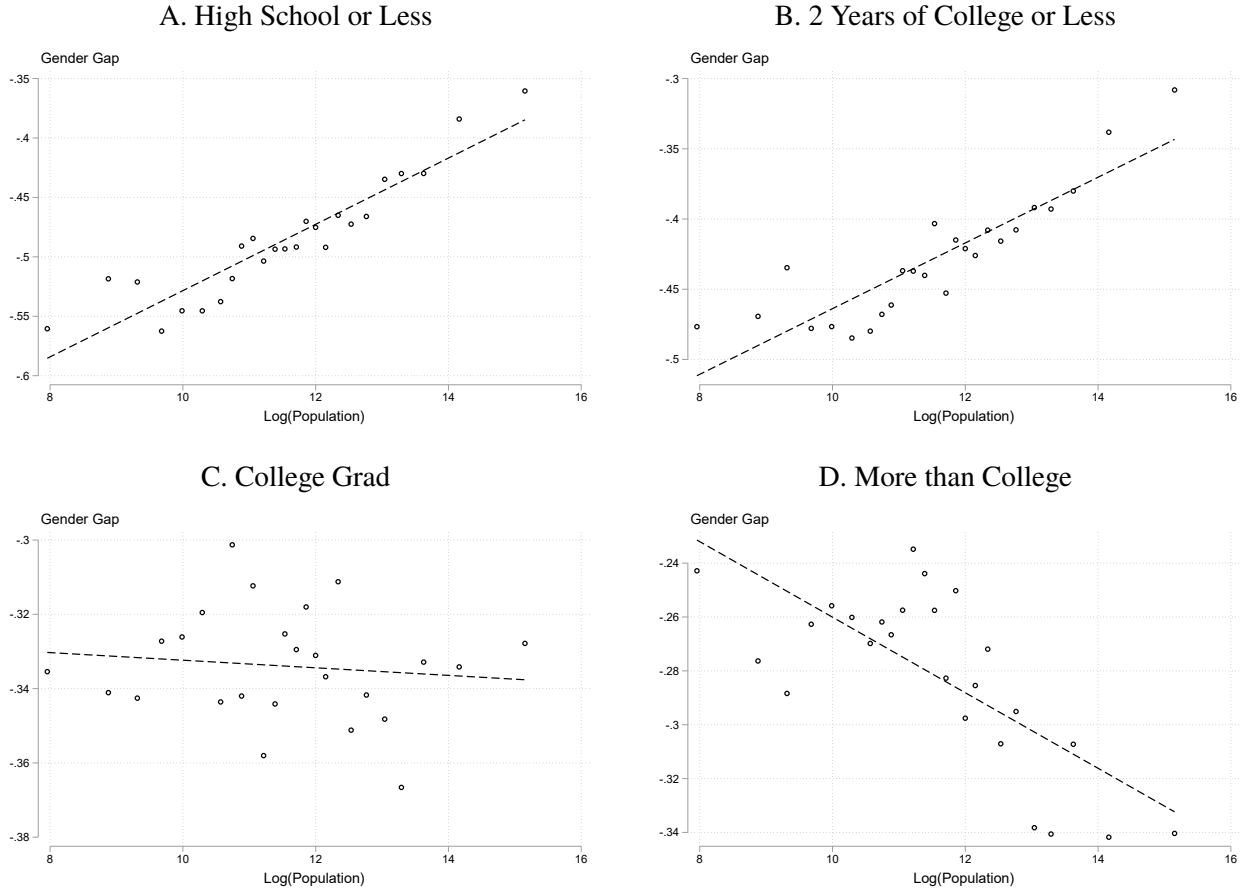 A. High School or Less
Gender Gap
-.35
-.4
-.45
-.5
-.55
-.6
8 10 12 14 16
Log(Population)
B. 2 Years of College or Less
Gender Gap
-.3
-.35
-.4
-.45
-.5
8 10 12 14 16
Log(Population)
C. College Grad
Gender Gap
-.3
-.32
-.34
-.36
-.38
8 10 12 14 16
Log(Population)
D. More than College
Gender Gap
-.24
-.26
-.28
-.3
-.32
-.34
8 10 12 14 16
Log(Population)